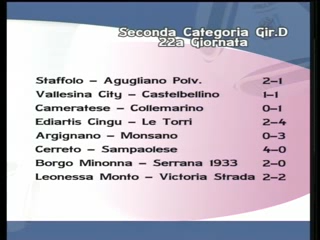 Seconda Categoria Gir.D
22a Giornata
Staffolo - Agugliano Polv. 2-1
Vallesina City - Castelbellino 1-1
Cameratese - Collemarino 0-1
Ediartis Cingu - Le Torri 2-4
Argignano - Monsano 0-3
Cerreto - Sampaolese 4-0
Borgo Minonna - Serrana 1933 2-0
Leonessa Monto - Victoria Strada 2-2